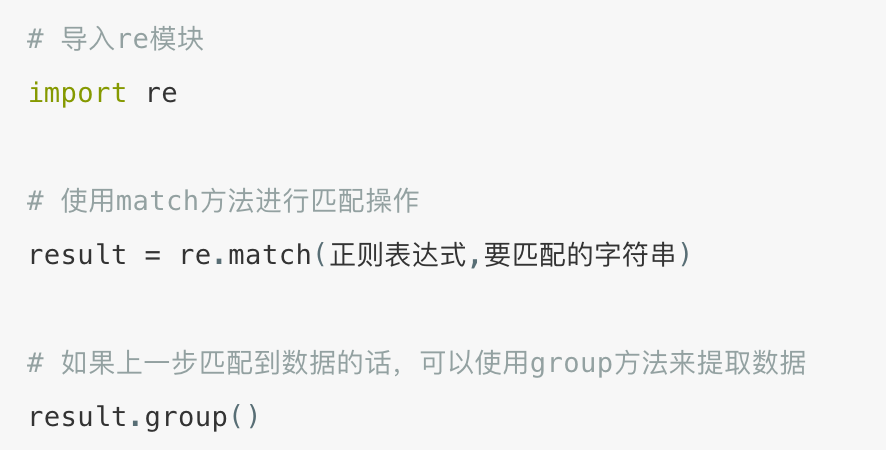 # 导入re模块
import re
# 使用match方法进行匹配操作
result = re.match(正则表达式,要匹配的字符串)
# 如果上一步匹配到数据的话，可以使用group方法来提取数据
result.group()